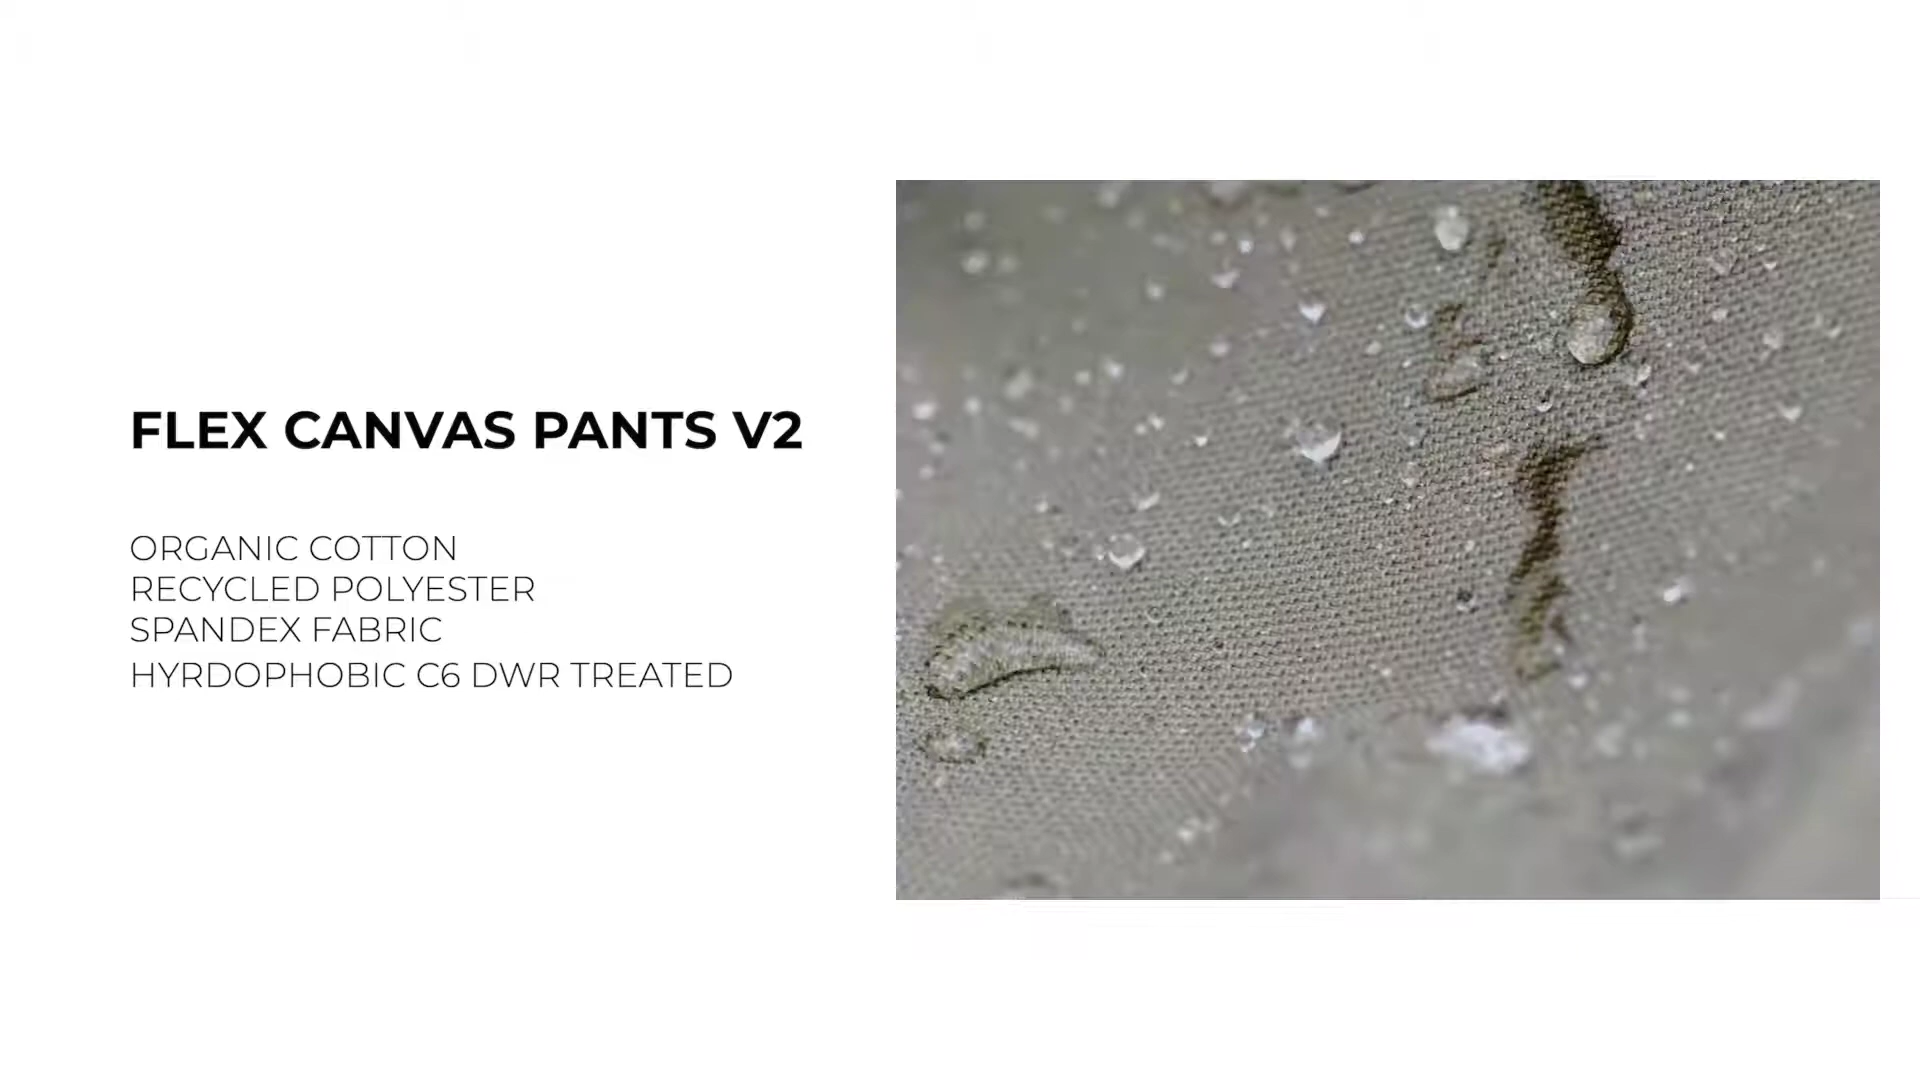 FLEX CANVAS PANTS V2
ORGANIC COTTON
RECYCLED POLYESTER
SPANDEX FABRIC
HYRDOPHOBIC C6 DWR TREATED